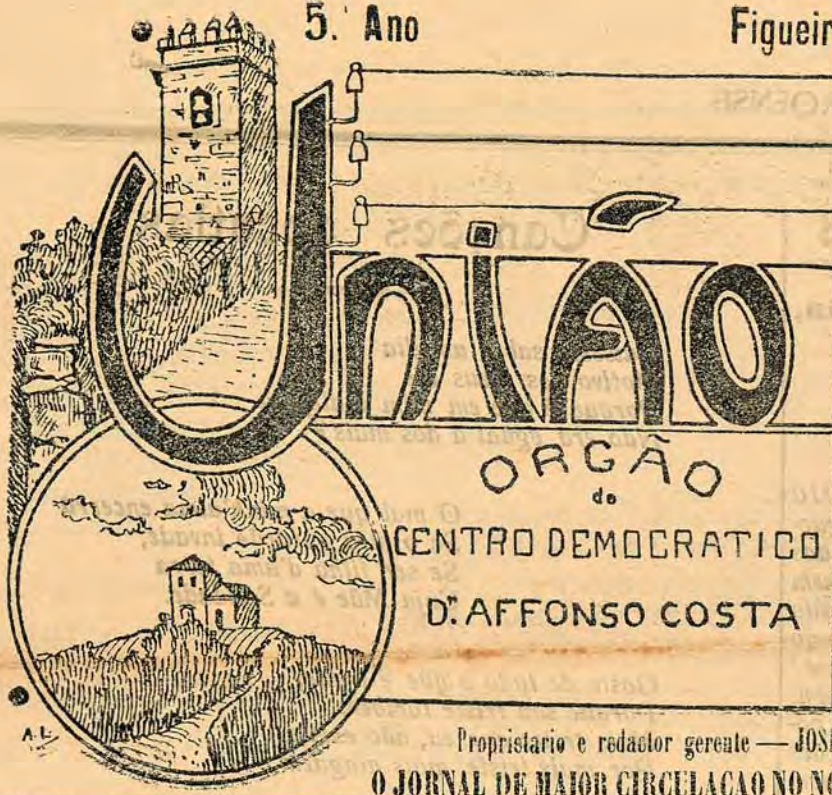 5.º Ano Figueir
União
ORGÃO
do
CENTRO DEMOCRATICO
Dr. AFFONSO COSTA
A.L.
Proprietario e redactor gerente — JOSÉ
O JORNAL DE MAIOR CIRCULAÇÃO NO NO